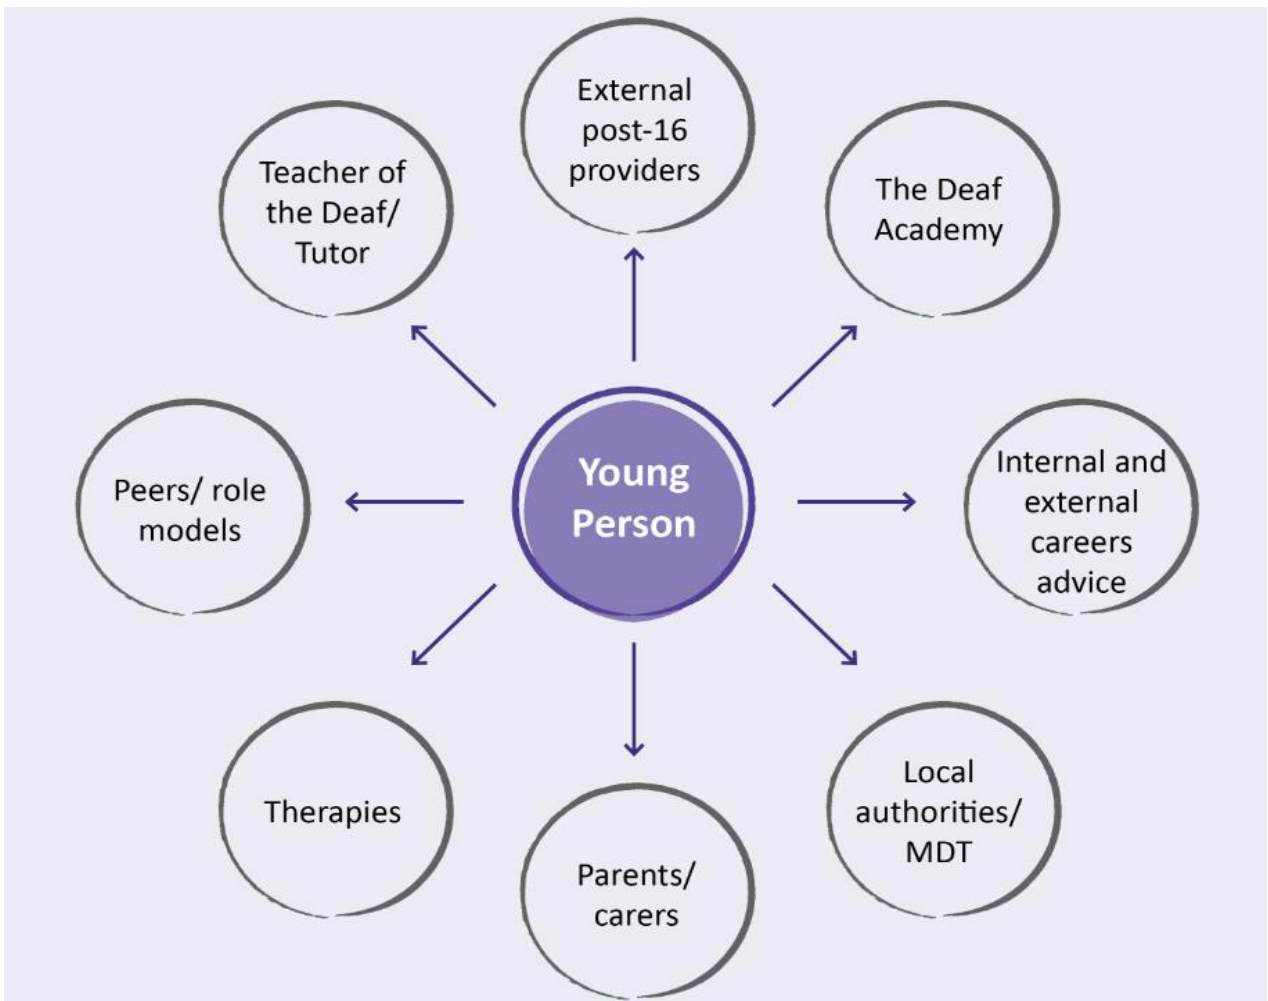 External
post-16
providers
The Deaf
Academy
Internal and
external
careers
advice
Local
authorities/
MDT
Parents/
carers
Therapies
Peers/ role
models
Teacher of
the Deaf/
Tutor
Young
Person